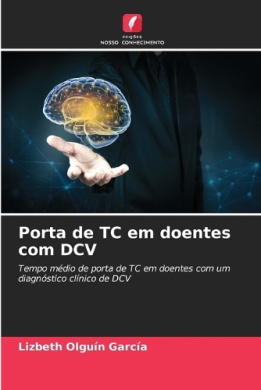 edições
NOSSO CONHECIMENTO
Porta de TC em doentes
com DCV
Tempo médio de porta de TC em doentes com um
diagnóstico clínico de DCV
Lizbeth Olguín García